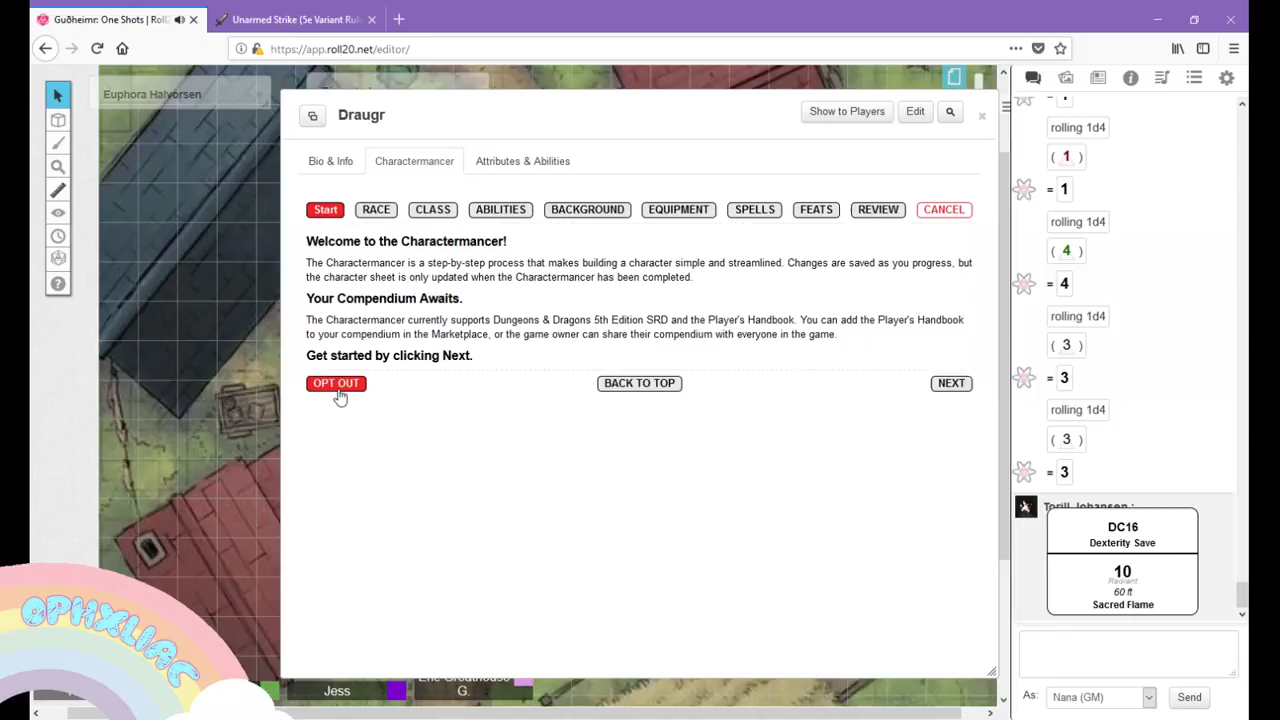 Guðheimr: One Shots | Roll2
Unarmed Strike (5e Variant Rule
https://app.roll20.net/editor/
Euphora Halvorsen
Draugr
Show to Players
Edit
Bio & Info
Charactermancer
Attributes & Abilities
Start
RACE
CLASS
ABILITIES
BACKGROUND
EQUIPMENT
SPELLS
FEATS
REVIEW
CANCEL
Welcome to the Charactermancer!
The Charactermancer is a step-by-step process that makes building a character simple and streamlined. Changes are saved as you progress, but
the character sheet is only updated when the Charactermancer has been completed.
Your Compendium Awaits.
The Charactermancer currently supports Dungeons & Dragons 5th Edition SRD and the Player's Handbook. You can add the Player's Handbook
to your compendium in the Marketplace, or the game owner can share their compendium with everyone in the game.
Get started by clicking Next.
OPT OUT
BACK TO TOP
NEXT
rolling 1d4
( 1 )
= 1
rolling 1d4
( 4 )
= 4
rolling 1d4
( 3 )
= 3
rolling 1d4
( 3 )
= 3
Torill Johansen :
DC16
Dexterity Save
10
Radiant
60 ft
Sacred Flame
As:
Nana (GM)
Send
OPHXLIAC
Jess
G.